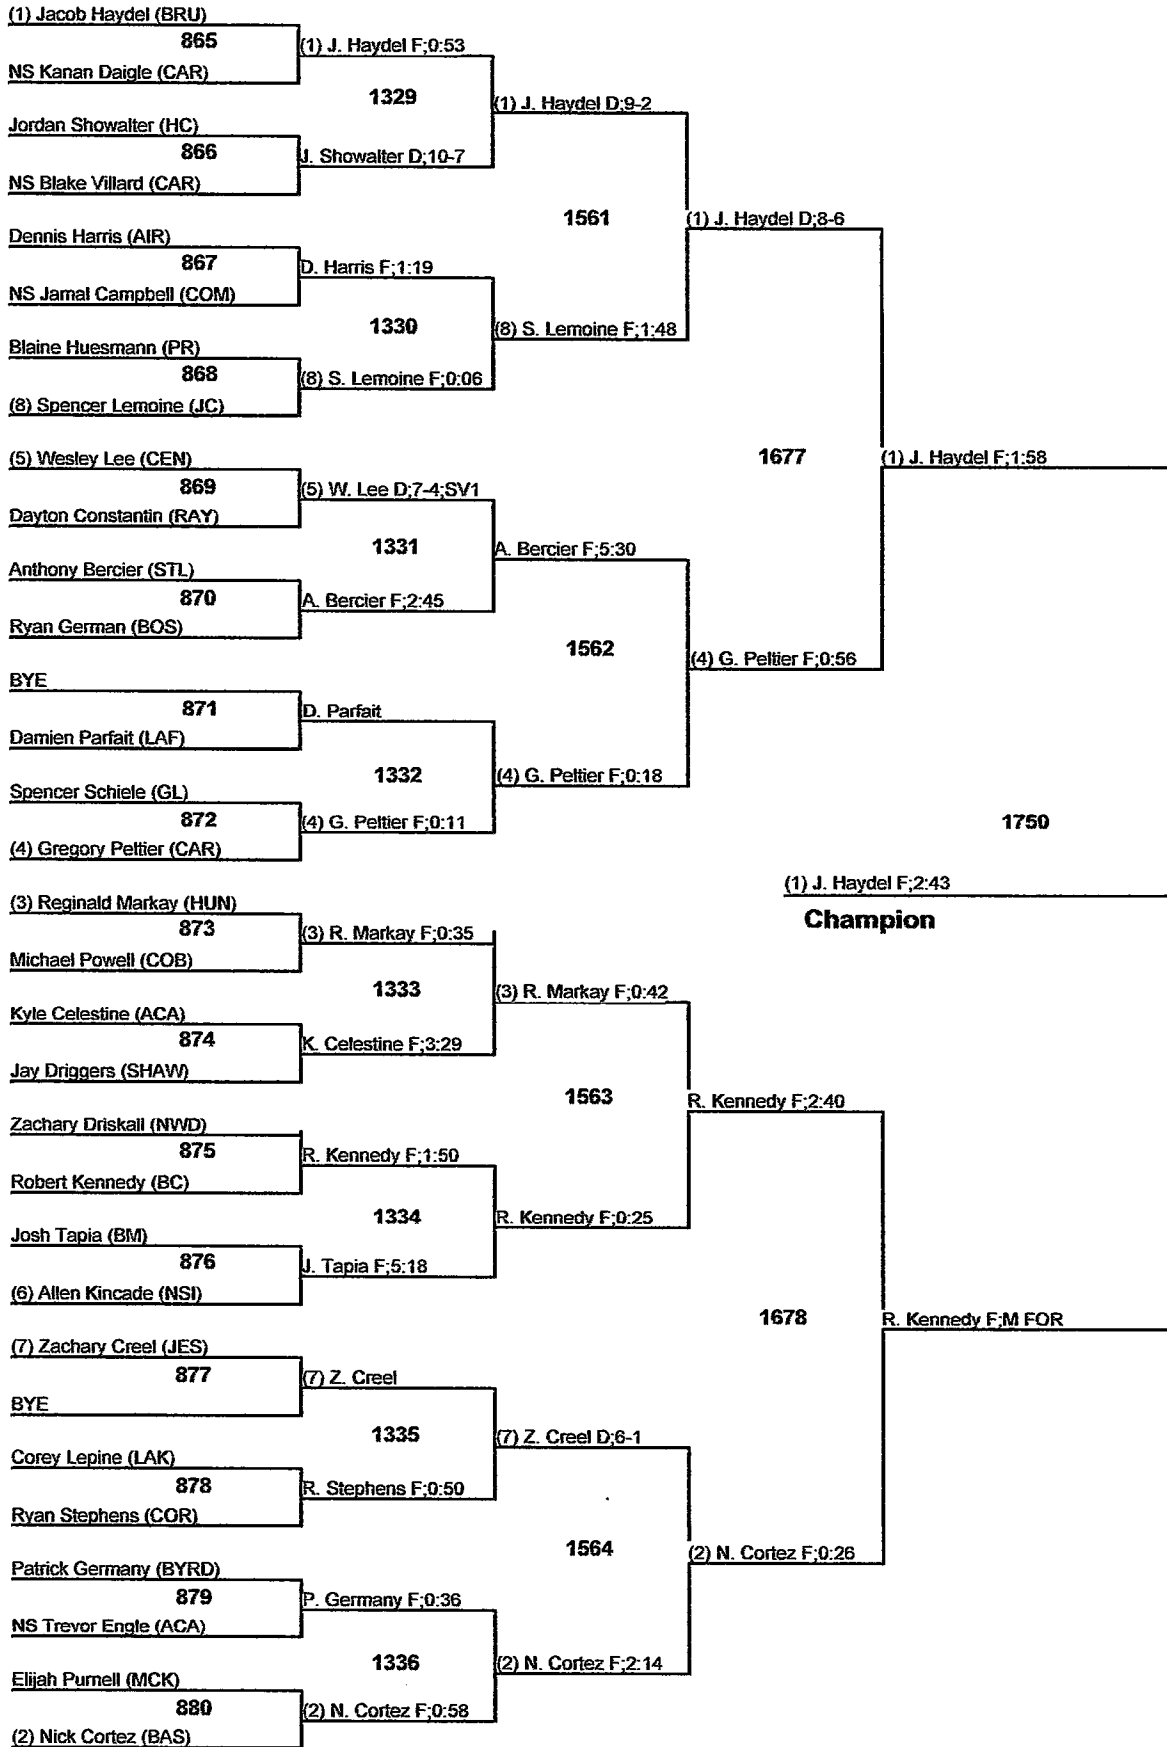 (1) Jacob Haydel (BRU)
865
(1) J. Haydel F;0:53
NS Kanan Daigle (CAR)
1329
(1) J. Haydel D;9-2
Jordan Showalter (HC)
866
J. Showalter D;10-7
NS Blake Villard (CAR)
1561
(1) J. Haydel D;8-6
Dennis Harris (AIR)
867
D. Harris F;1:19
NS Jamal Campbell (COM)
1330
(8) S. Lemoine F;1:48
Blaine Huesmann (PR)
868
(8) S. Lemoine F;0:06
(8) Spencer Lemoine (JC)
1677
(1) J. Haydel F;1:58
(5) Wesley Lee (CEN)
869
(5) W. Lee D;7-4;SV1
Dayton Constantin (RAY)
1331
A. Bercier F;5:30
Anthony Bercier (STL)
870
A. Bercier F;2:45
Ryan German (BOS)
1562
(4) G. Peltier F;0:56
BYE
871
D. Parfait
Damien Parfait (LAF)
1332
(4) G. Peltier F;0:18
Spencer Schiele (GL)
872
(4) G. Peltier F;0:11
(4) Gregory Peltier (CAR)
1750
(1) J. Haydel F;2:43
Champion
(3) Reginald Markay (HUN)
873
(3) R. Markay F;0:35
Michael Powell (COB)
1333
(3) R. Markay F;0:42
Kyle Celestine (ACA)
874
K. Celestine F;3:29
Jay Driggers (SHAW)
1563
R. Kennedy F;2:40
Zachary Driskall (NWD)
875
R. Kennedy F;1:50
Robert Kennedy (BC)
1334
R. Kennedy F;0:25
Josh Tapia (BM)
876
J. Tapia F;5:18
(6) Allen Kincade (NSI)
1678
R. Kennedy F;M FOR
(7) Zachary Creel (JES)
877
(7) Z. Creel
BYE
1335
(7) Z. Creel D;6-1
Corey Lepine (LAK)
878
R. Stephens F;0:50
Ryan Stephens (COR)
1564
(2) N. Cortez F;0:26
Patrick Germany (BYRD)
879
P. Germany F;0:36
NS Trevor Engle (ACA)
1336
(2) N. Cortez F;2:14
Elijah Purnell (MCK)
880
(2) N. Cortez F;0:58
(2) Nick Cortez (BAS)